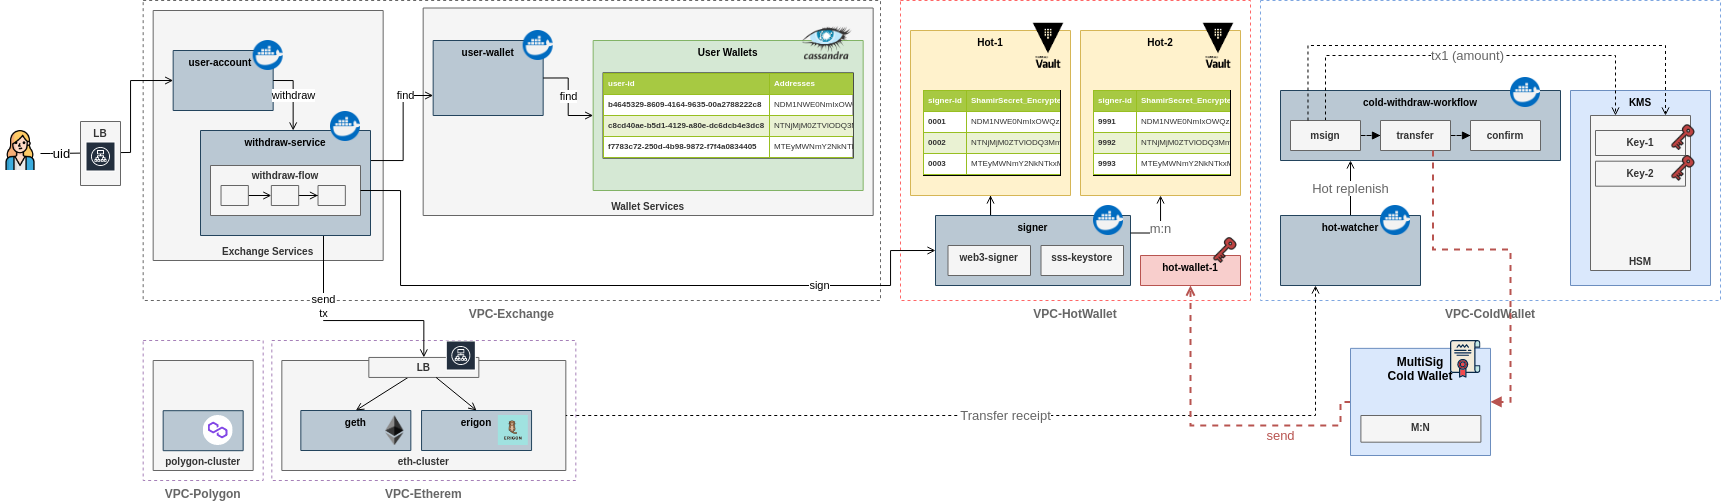 uid
LB
user-account
withdraw
withdraw-service
withdraw-flow
Exchange Services
find
user-wallet
find
User Wallets
cassandra
user-id Addresses
b4645329-8609-4164-9635-00a2788222c8 NDM1NWE0NmIxOW
c8cd40ae-b5d1-4129-a80e-dc6dcb4e3dc8
f7783c72-250d-4b98-9872-f7f4a0834405 MTEyMWNmY2NkNT
Wallet Services
sign
send
tx
VPC-Exchange
Hot-1
Vault
signer-id ShamirSecret_Encrypte
0001 NDM1NWE0NmIxOWQz
0002 NTNjMjM0ZTVlODQ3Mm
0003 MTEyMWNmY2NkNTkxM
Hot-2
Vault
signer-id ShamirSecret_Encrypte
9991 NDM1NWE0NmIxOWQz
9992 NTNjMjM0ZTVlODQ3Mm
9993 MTEyMWNmY2NkNTkxM
signer
web3-signer
sss-keystore
m:n
hot-wallet-1
VPC-HotWallet
tx1 (amount)
cold-withdraw-workflow
msign
transfer
confirm
KMS
Key-1
Key-2
HSM
Hot replenish
hot-watcher
VPC-ColdWallet
MultiSig
Cold Wallet
M:N
send
Transfer receipt
LB
geth
erigon
ERIGON
eth-cluster
polygon-cluster
VPC-Polygon
VPC-Etherem